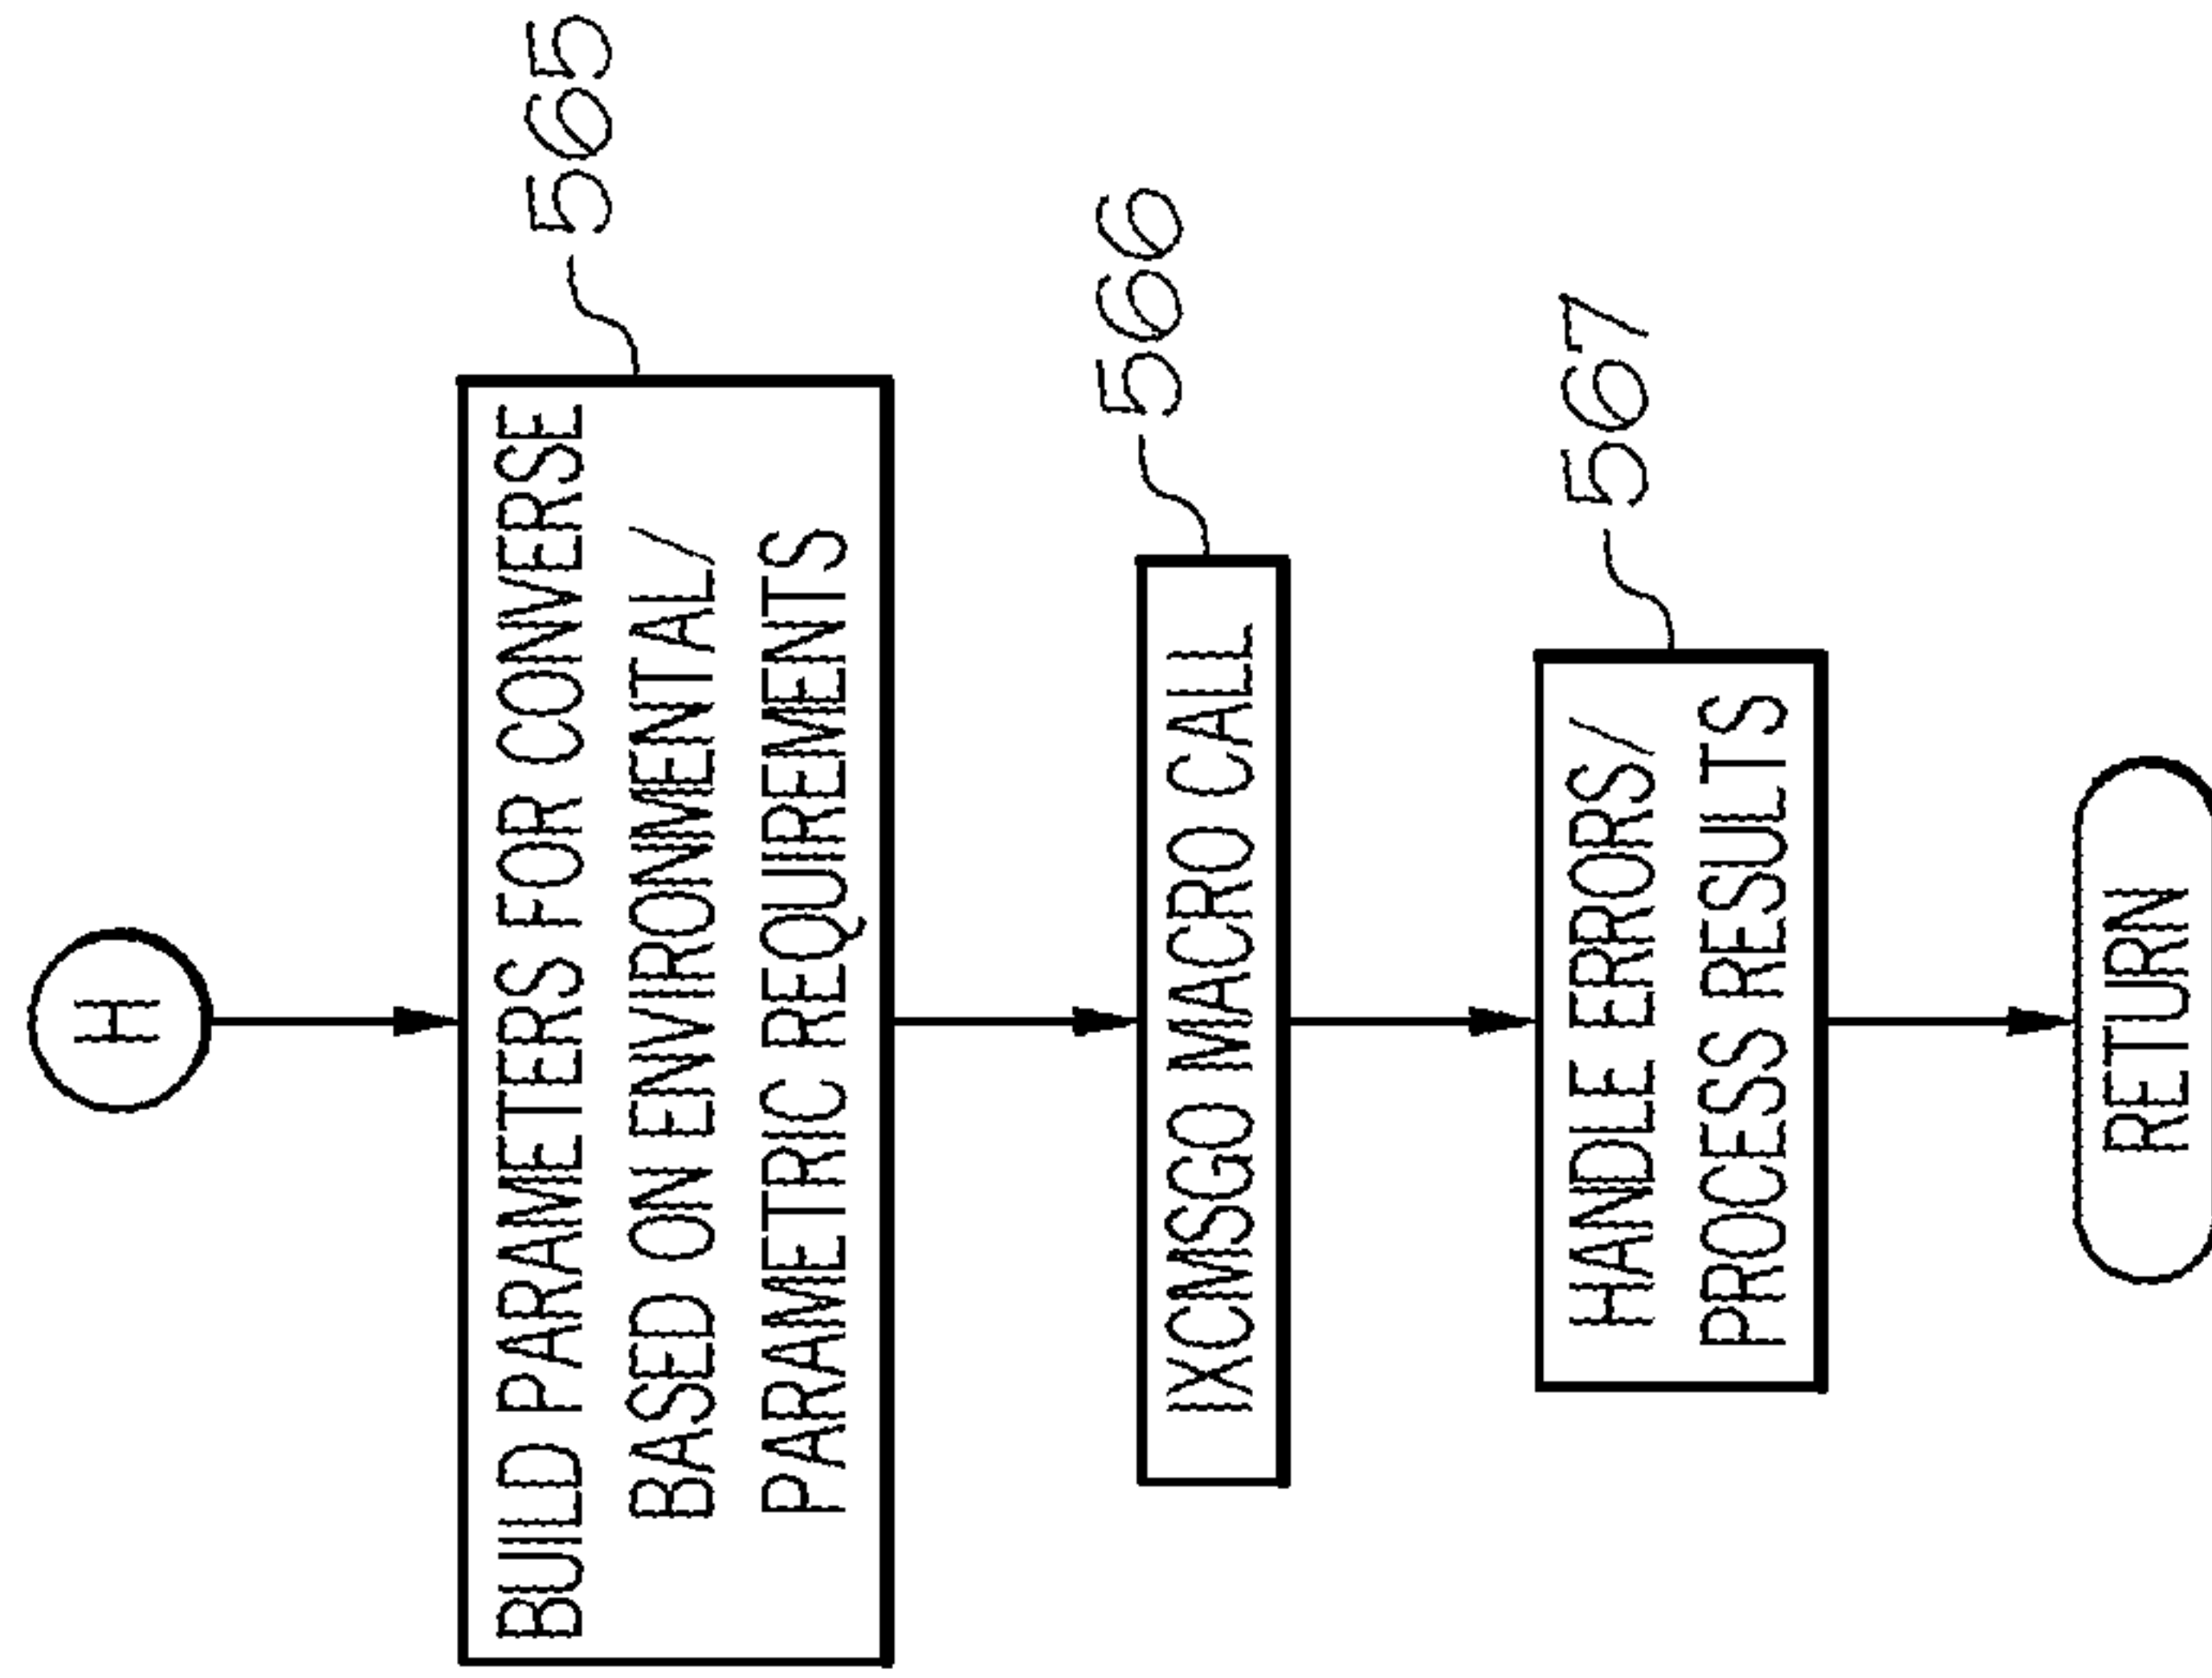 H
BUILD PARAMETERS FOR CONVERSE
BASED ON ENVIRONMENTAL/
PARAMETRIC REQUIREMENTS
565
IXCMSGO MACRO CALL
566
HANDLE ERRORS/
PROCESS RESULTS
567
RETURN